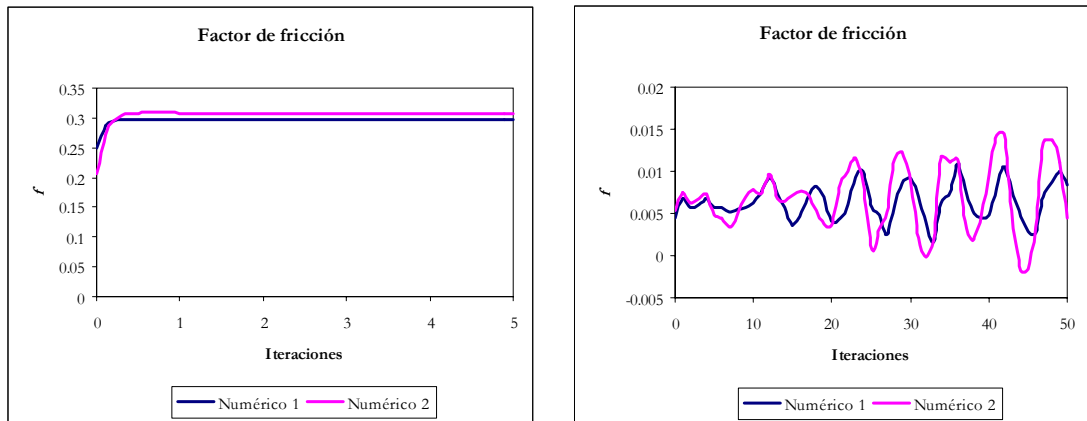 Factor de fricción
0.35
0.3
0.25
0.2
0.15
0.1
0.05
0
f
0 1 2 3 4 5
Iteraciones
Numérico 1 Numérico 2
Factor de fricción
0.02
0.015
0.01
0.005
0
-0.005
f
0 10 20 30 40 50
Iteraciones
Numérico 1 Numérico 2